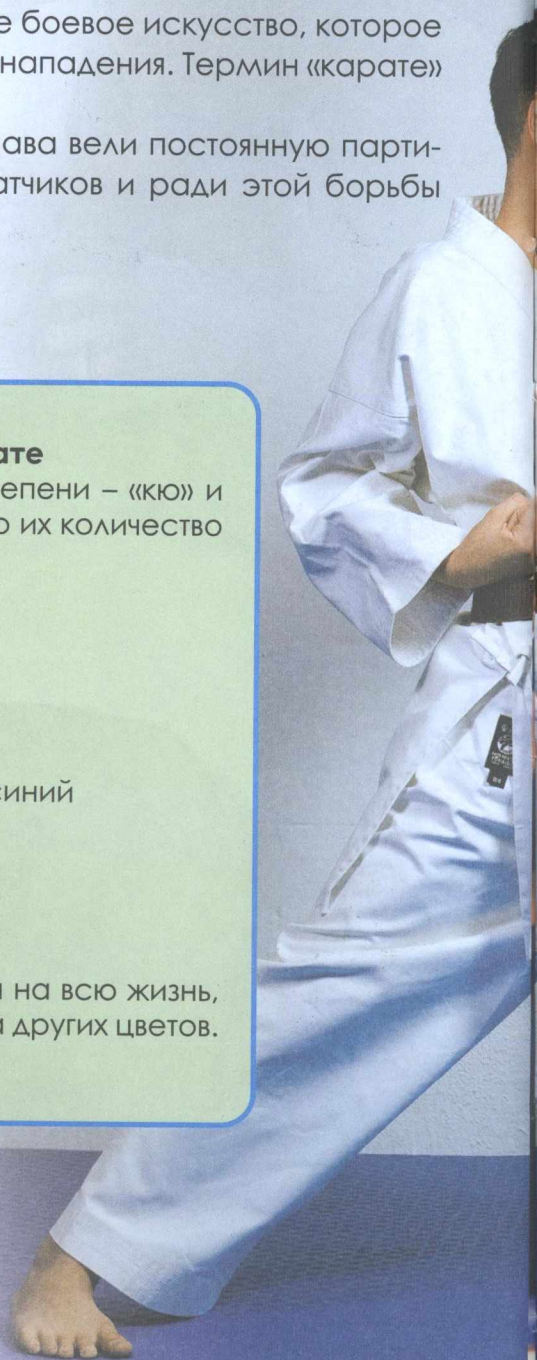 е боевое искусство, которое
нападения. Термин «карате»
ава вели постоянную парти-
атчиков и ради этой борьбы
ате
епени – «кю» и
о их количество
синий
на всю жизнь,
других цветов.